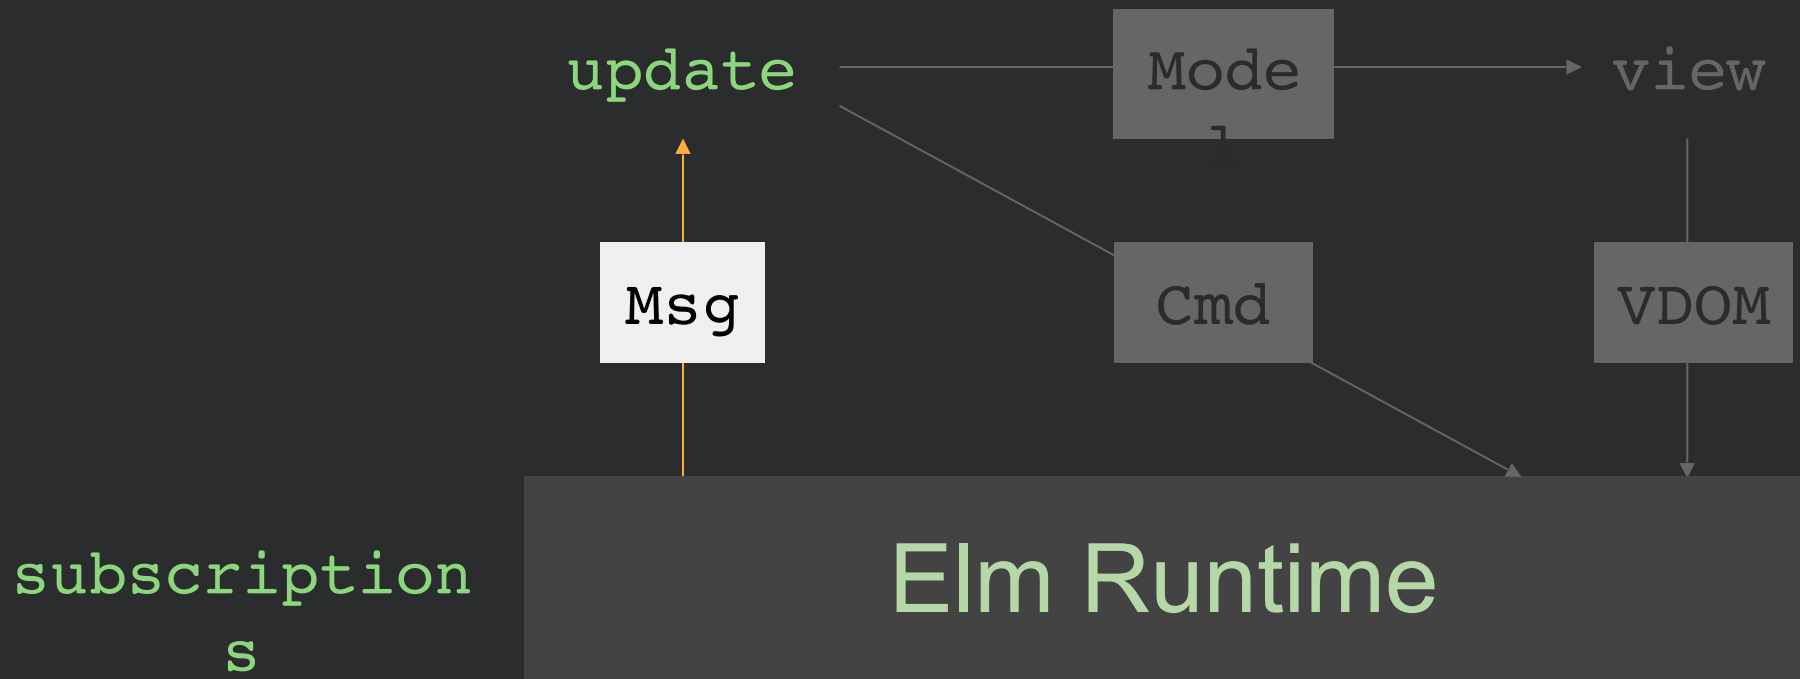 update
Mode
l
view
Msg
Cmd
VDOM
Elm Runtime
subscription
s